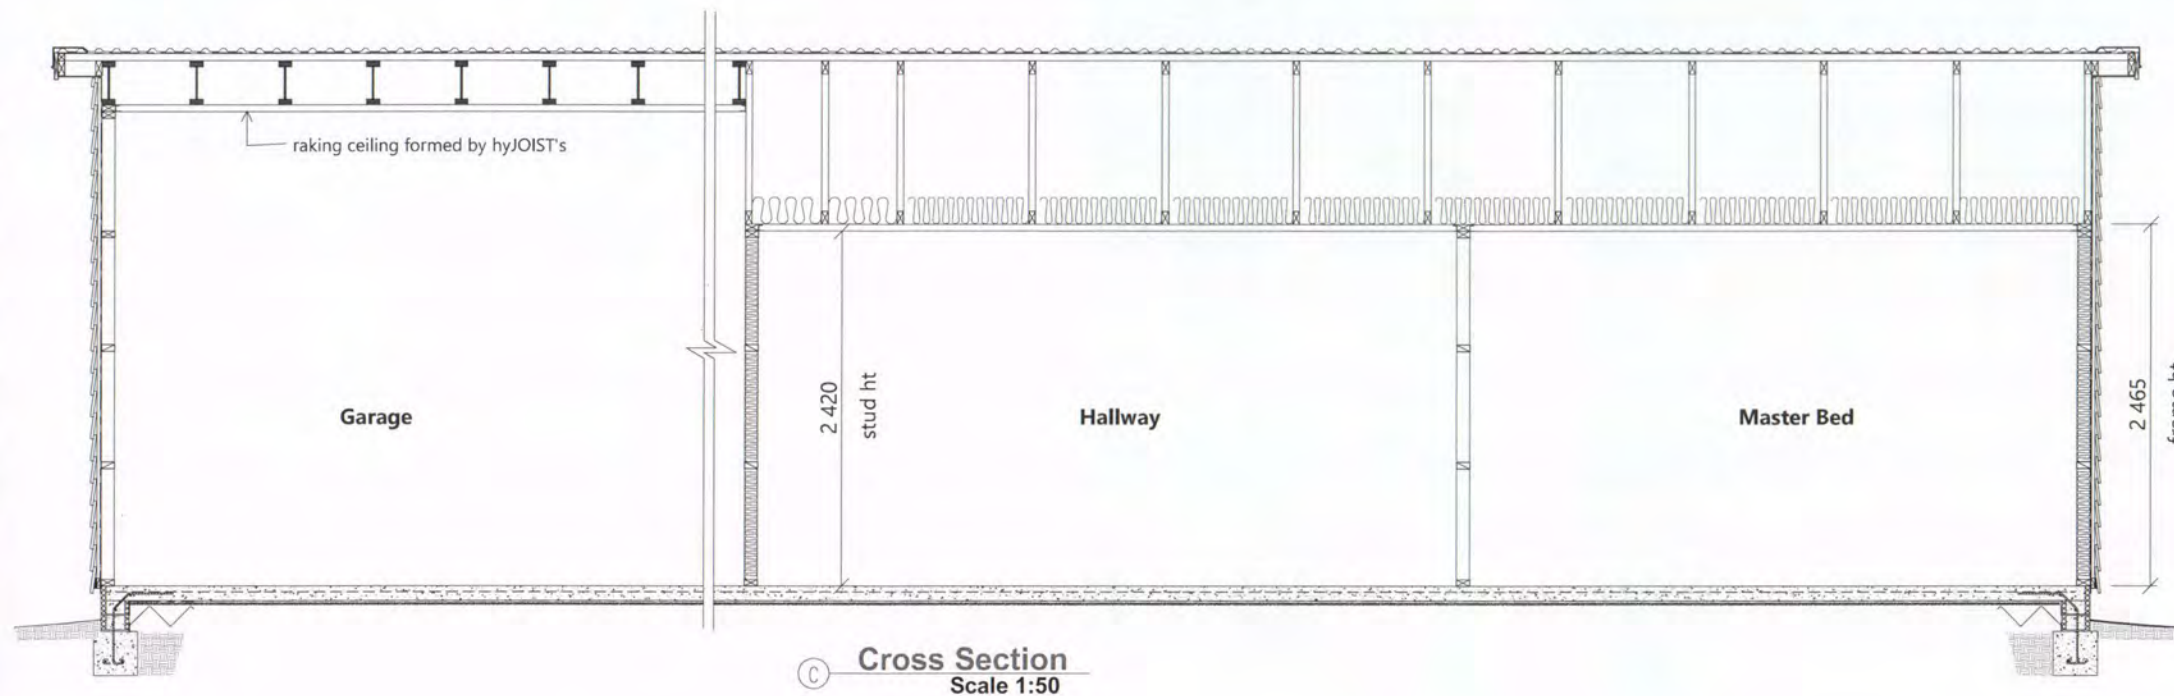 raking ceiling formed by hyJOIST's
Garage
2 420
stud ht
Hallway
Master Bed
2 465
C
Cross Section
Scale 1:50